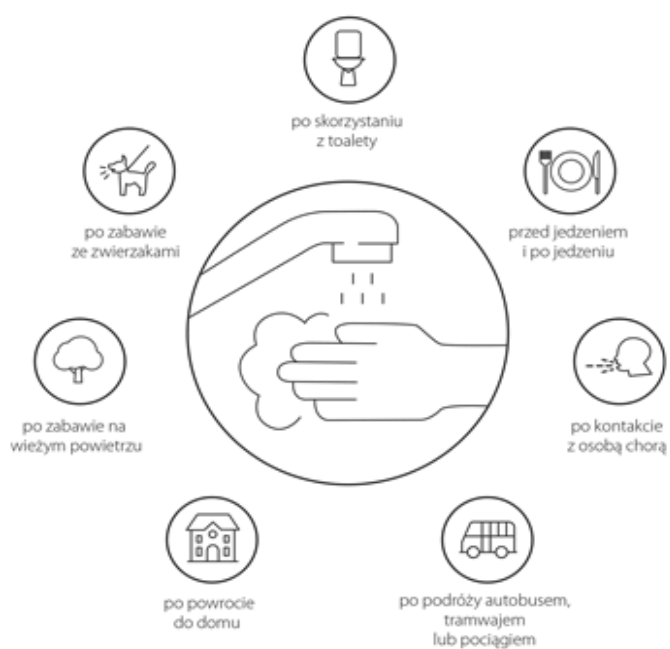 po skorzystaniu
z toalety
przed jedzeniem
i po jedzeniu
po kontakcie
z osobą chorą
po podróży autobusem,
tramwajem
lub pociągiem
po powrocie
do domu
po zabawie na
wieżym powietrzu
po zabawie
ze zwierzakami